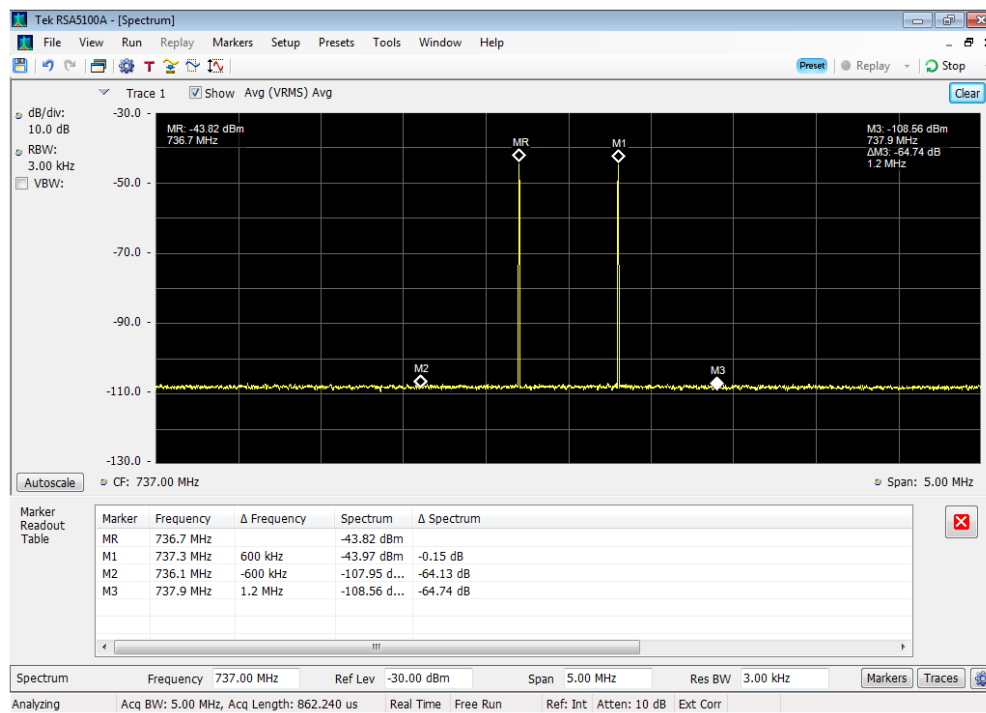 Tek RSA5100A - [Spectrum]
File View Run Replay Markers Setup Presets Tools Window Help
T Preset Replay Stop
Trace 1 Show Avg (VRMS) Avg Clear
dB/div:
10.0 dB
RBW:
3.00 kHz
VBW:
-30.0
-50.0
-70.0
-90.0
-110.0
-130.0
MR: -43.82 dBm
736.7 MHz
M3: -108.56 dBm
737.9 MHz
ΔM3: -64.74 dB
1.2 MHz
MR M1
M2 M3
Autoscale CF: 737.00 MHz Span: 5.00 MHz
Marker
Readout
Table
Marker Frequency Δ Frequency Spectrum Δ Spectrum
MR 736.7 MHz -43.82 dBm
M1 737.3 MHz 600 kHz -43.97 dBm -0.15 dB
M2 736.1 MHz -600 kHz -107.95 d... -64.13 dB
M3 737.9 MHz 1.2 MHz -108.56 d... -64.74 dB
Spectrum Frequency 737.00 MHz Ref Lev -30.00 dBm Span 5.00 MHz Res BW 3.00 kHz Markers Traces
Analyzing Acq BW: 5.00 MHz, Acq Length: 862.240 us Real Time Free Run Ref: Int Atten: 10 dB Ext Corr